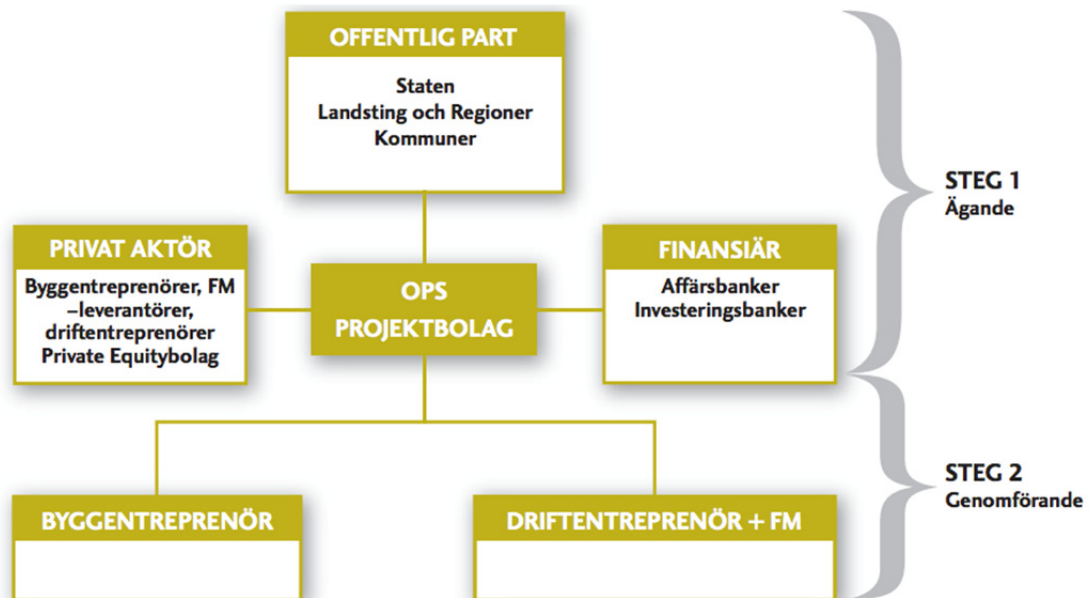 OFFENTLIG PART
Staten
Landsting och Regioner
Kommuner
STEG 1
Ägande
PRIVAT AKTÖR
Byggentreprenörer, FM
–leverantörer,
driftentreprenörer
Private Equitybolag
OPS
PROJEKTBOLAG
FINANSIÄR
Affärsbanker
Investeringsbanker
STEG 2
Genomförande
BYGGENTREPRENÖR
DRIFTENTREPRENÖR + FM